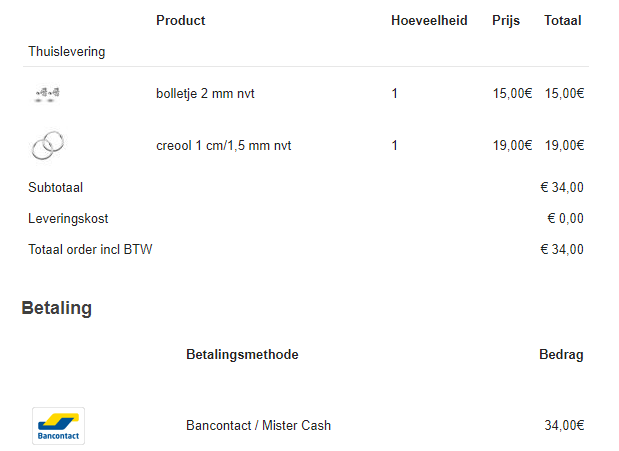 Product Hoeveelheid Prijs Totaal
Thuislevering
bolletje 2 mm nvt 1 15,00€ 15,00€
creool 1 cm/1,5 mm nvt 1 19,00€ 19,00€
Subtotaal € 34,00
Leveringskost € 0,00
Totaal order incl BTW € 34,00
Betaling
Betalingsmethode Bedrag
Bancontact Bancontact / Mister Cash 34,00€